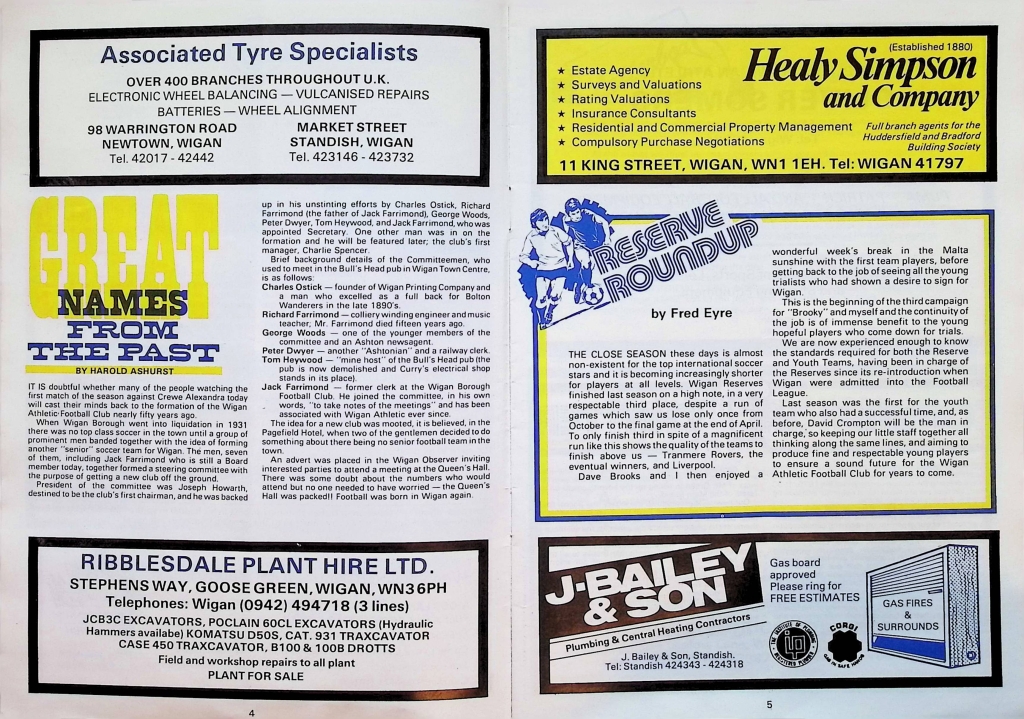 Associated Tyre Specialists
OVER 400 BRANCHES THROUGHOUT U.K.
ELECTRONIC WHEEL BALANCING — VULCANISED REPAIRS
BATTERIES — WHEEL ALIGNMENT
98 WARRINGTON ROAD
NEWTOWN, WIGAN
Tel. 42017 - 42442
MARKET STREET
STANDISH, WIGAN
Tel. 423146 - 423732
GREAT
NAMES
FROM
THE PAST
BY HAROLD ASHURST
IT IS doubtful whether many of the people watching the
first match of the season against Crewe Alexandra today
will cast their minds back to the formation of the Wigan
Athletic Football Club nearly fifty years ago.
When Wigan Borough went into liquidation in 1931
there was no top class soccer in the town until a group of
prominent men banded together with the idea of forming
another "senior" soccer team for Wigan. The men, seven
of them, including Jack Farrimond who is still a Board
member today, together formed a steering committee with
the purpose of getting a new club off the ground.
President of the committee was Joseph Howarth,
destined to be the club's first chairman, and he was backed
up in his unstinting efforts by Charles Ostick, Richard
Farrimond (the father of Jack Farrimond), George Woods,
Peter Dwyer, Tom Heywood, and Jack Farrimond, who was
appointed Secretary. One other man was in on the
formation and he will be featured later; the club's first
manager, Charlie Spencer.
Brief background details of the Committeemen, who
used to meet in the Bull's Head pub in Wigan Town Centre,
is as follows:
Charles Ostick — founder of Wigan Printing Company and
a man who excelled as a full back for Bolton
Wanderers in the late 1890's.
Richard Farrimond — colliery winding engineer and music
teacher; Mr. Farrimond died fifteen years ago.
George Woods — one of the younger members of the
committee and an Ashton newsagent.
Peter Dwyer — another "Ashtonian" and a railway clerk.
Tom Heywood — "mine host" of the Bull's Head pub (the
pub is now demolished and Curry's electrical shop
stands in its place).
Jack Farrimond — former clerk at the Wigan Borough
Football Club. He joined the committee, in his own
words, "to take notes of the meetings" and has been
associated with Wigan Athletic ever since.
The idea for a new club was mooted, it is believed, in the
Pagefield Hotel, when two of the gentlemen decided to do
something about there being no senior football team in the
town.
An advert was placed in the Wigan Observer inviting
interested parties to attend a meeting at the Queen's Hall.
There was some doubt about the numbers who would
attend but no one needed to have worried — the Queen's
Hall was packed!! Football was born in Wigan again.
RIBBLESDALE PLANT HIRE LTD.
STEPHENS WAY, GOOSE GREEN, WIGAN, WN3 6PH
Telephones: Wigan (0942) 494718 (3 lines)
JCB3C EXCAVATORS, POCLAIN 60CL EXCAVATORS (Hydraulic
Hammers availabe) KOMATSU D50S, CAT. 931 TRAXCAVATOR
CASE 450 TRAXCAVATOR, B100 & 100B DROTTS
Field and workshop repairs to all plant
PLANT FOR SALE
4
(Established 1880)
Healy Simpson
and Company
★ Estate Agency
★ Surveys and Valuations
★ Rating Valuations
★ Insurance Consultants
★ Residential and Commercial Property Management
★ Compulsory Purchase Negotiations
Full branch agents for the
Huddersfield and Bradford
Building Society
11 KING STREET, WIGAN, WN1 1EH. Tel: WIGAN 41797
RESERVE
ROUNDUP
by Fred Eyre
THE CLOSE SEASON these days is almost
non-existent for the top international soccer
stars and it is becoming increasingly shorter
for players at all levels. Wigan Reserves
finished last season on a high note, in a very
respectable third place, despite a run of
games which saw us lose only once from
October to the final game at the end of April.
To only finish third in spite of a magnificent
run like this shows the quality of the teams to
finish above us — Tranmere Rovers, the
eventual winners, and Liverpool.
Dave Brooks and I then enjoyed a
wonderful week's break in the Malta
sunshine with the first team players, before
getting back to the job of seeing all the young
trialists who had shown a desire to sign for
Wigan.
This is the beginning of the third campaign
for "Brooky" and myself and the continuity of
the job is of immense benefit to the young
hopeful players who come down for trials.
We are now experienced enough to know
the standards required for both the Reserve
and Youth Teams, having been in charge of
the Reserves since its re-introduction when
Wigan were admitted into the Football
League.
Last season was the first for the youth
team who also had a successful time, and, as
before, David Crompton will be the man in
charge, so keeping our little staff together all
thinking along the same lines, and aiming to
produce fine and respectable young players
to ensure a sound future for the Wigan
Athletic Football Club for years to come.
J·BAILEY
& SON
Plumbing & Central Heating Contractors
J. Bailey & Son, Standish.
Tel: Standish 424343 - 424318
Gas board
approved
Please ring for
FREE ESTIMATES
THE INSTITUTE OF PLUMBING
REGISTERED PLUMBER
CORGI
GAS FIRES
&
SURROUNDS
5